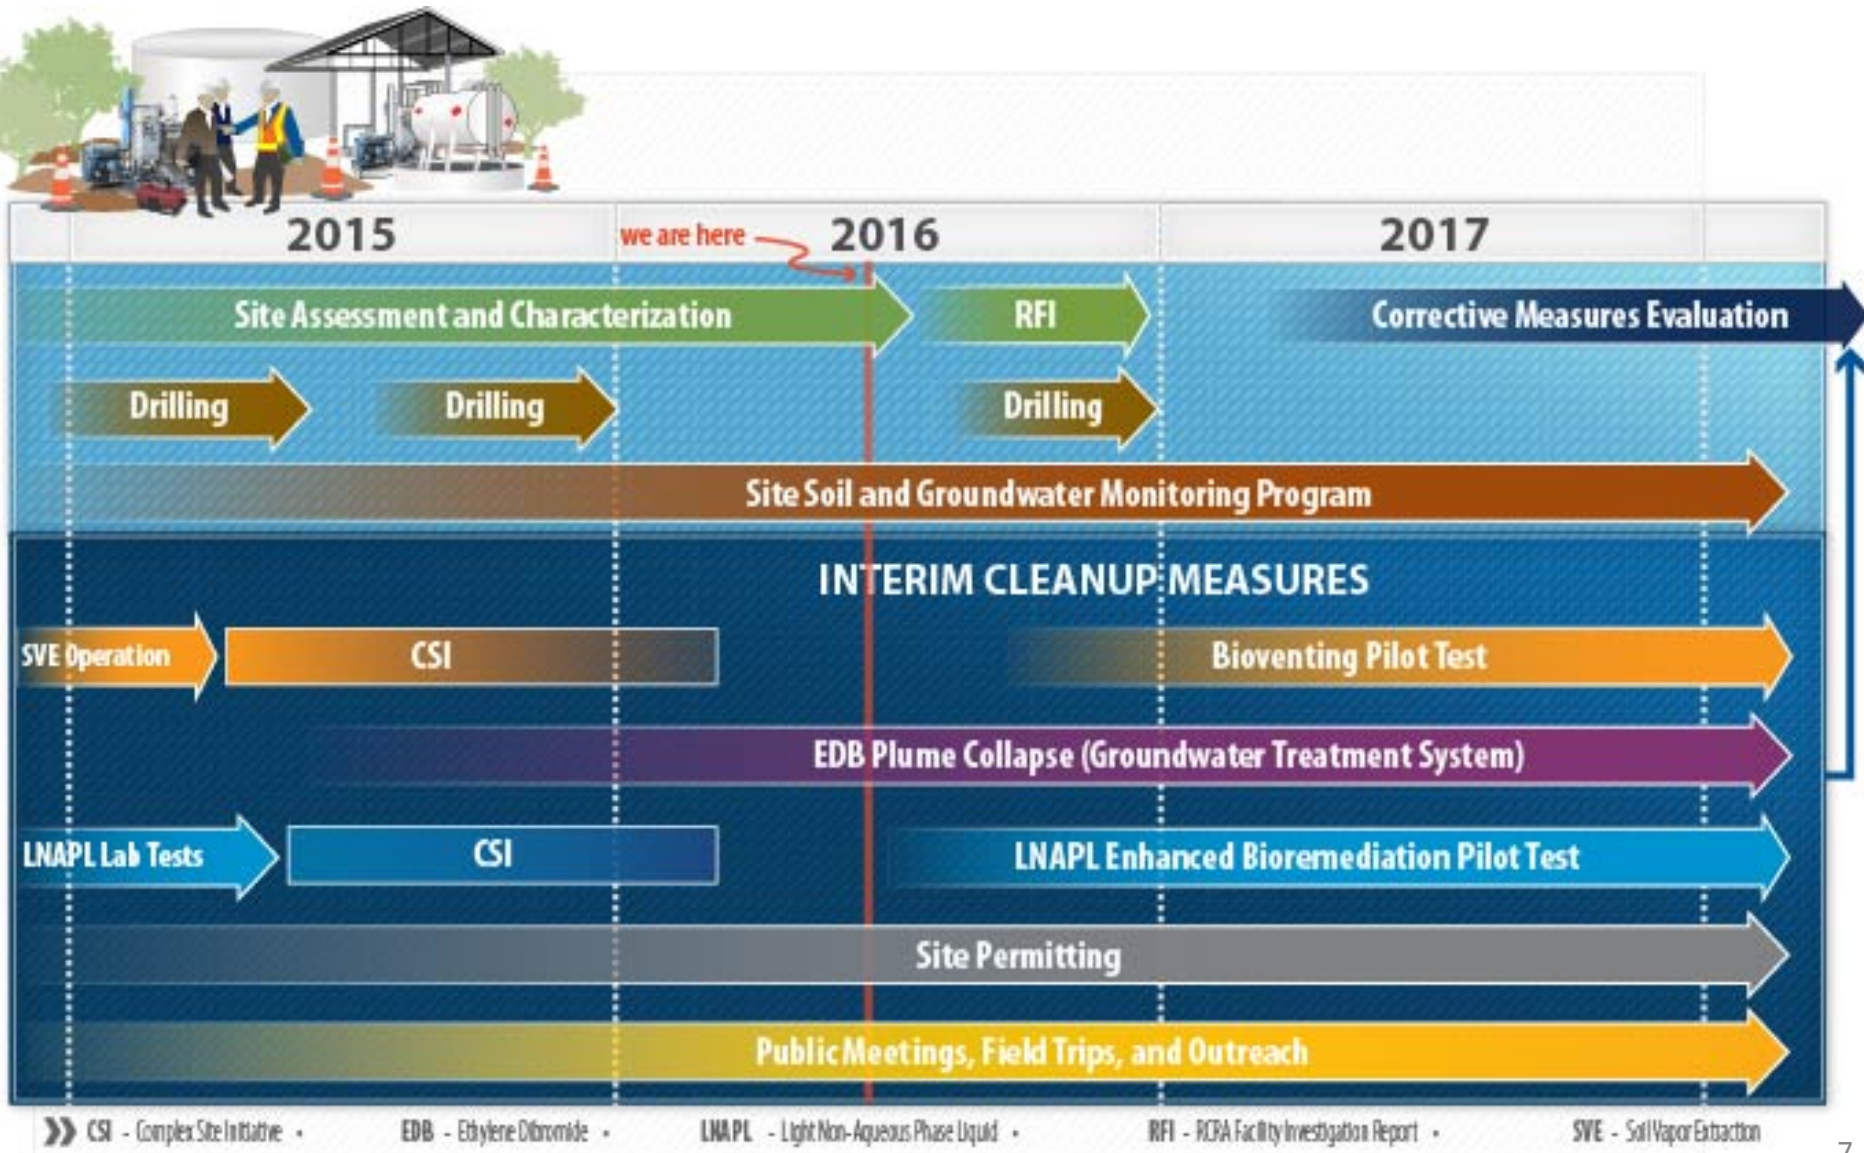 2015
we are here
2016
2017
Site Assessment and Characterization
RFI
Corrective Measures Evaluation
Drilling
Drilling
Drilling
Site Soil and Groundwater Monitoring Program
INTERIM CLEANUP MEASURES
SVE Operation
CSI
Bioventing Pilot Test
EDB Plume Collapse (Groundwater Treatment System)
LNAPL Lab Tests
CSI
LNAPL Enhanced Bioremediation Pilot Test
Site Permitting
Public Meetings, Field Trips, and Outreach
CSI - Complex Site Initiative • EDB - Ethylene Dibromide • LNAPL - Light Non-Aqueous Phase Liquid • RFI - RCRA Facility Investigation Report • SVE - Soil Vapor Extraction
7